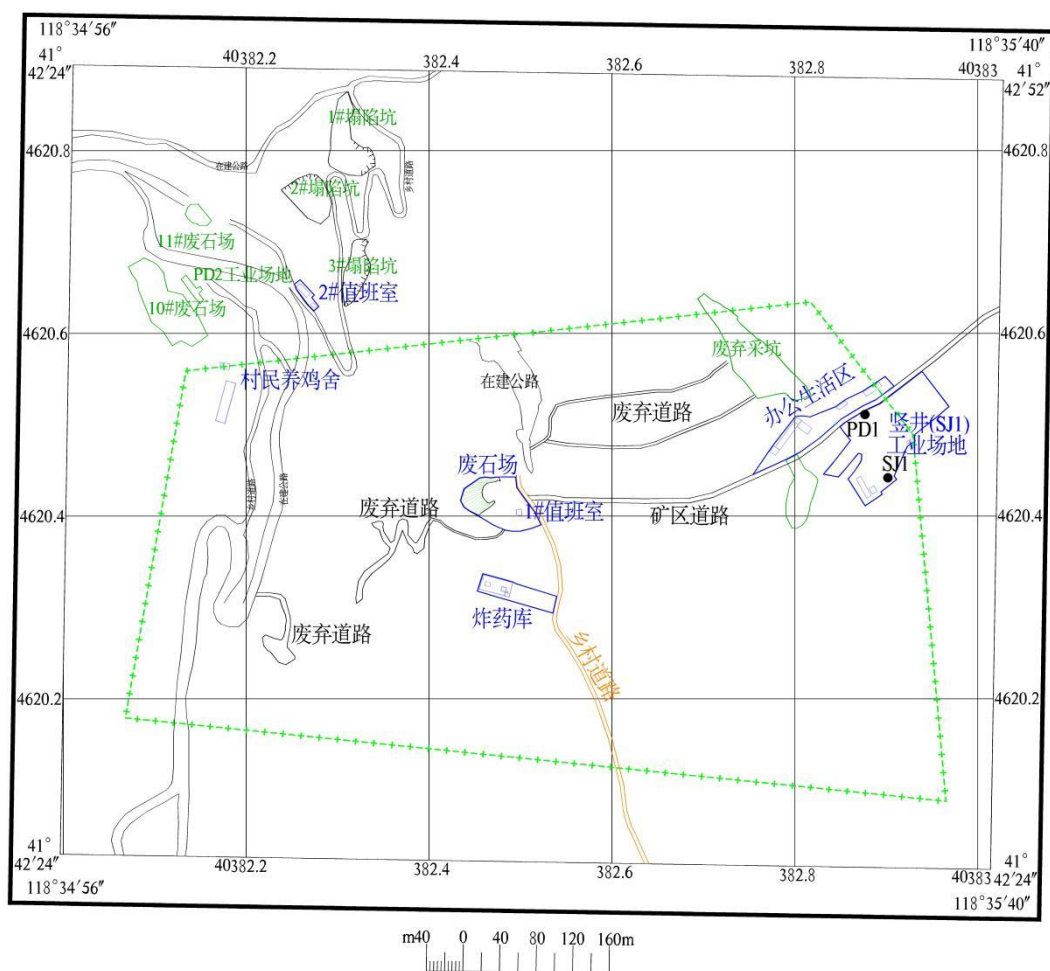 118°34′56″
118°35′40″
41°
42′24″
40382.2
382.4
382.6
382.8
40383
41°
42′52″
1#塌陷坑
4620.8
在建公路
乡村道路
4620.8
2#塌陷坑
11#废石场
3#塌陷坑
PD2工业场地
2#值班室
10#废石场
4620.6
4620.6
废弃采坑
村民养鸡舍
在建公路
办公生活区
废弃道路
PD1
竖井(SJ1)
工业场地
废石场
SJ1
乡村道路
在建公路
废弃道路
1#值班室
矿区道路
4620.4
4620.4
炸药库
废弃道路
乡村道路
4620.2
4620.2
41°
42′24″
40382.2
382.4
382.6
382.8
40383
41°
42′24″
118°34′56″
118°35′40″
m40 0 40 80 120 160m